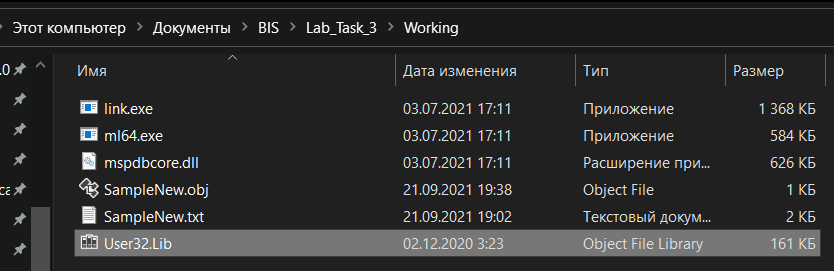 Этот компьютер > Документы > BIS > Lab_Task_3 > Working
.0
Имя Дата изменения Тип Размер
link.exe 03.07.2021 17:11 Приложение 1 368 КБ
ml64.exe 03.07.2021 17:11 Приложение 584 КБ
mspdbcore.dll 03.07.2021 17:11 Расширение при... 626 КБ
SampleNew.obj 21.09.2021 19:38 Object File 1 КБ
SampleNew.txt 21.09.2021 19:02 Текстовый докум... 2 КБ
User32.Lib 02.12.2020 3:23 Object File Library 161 КБ